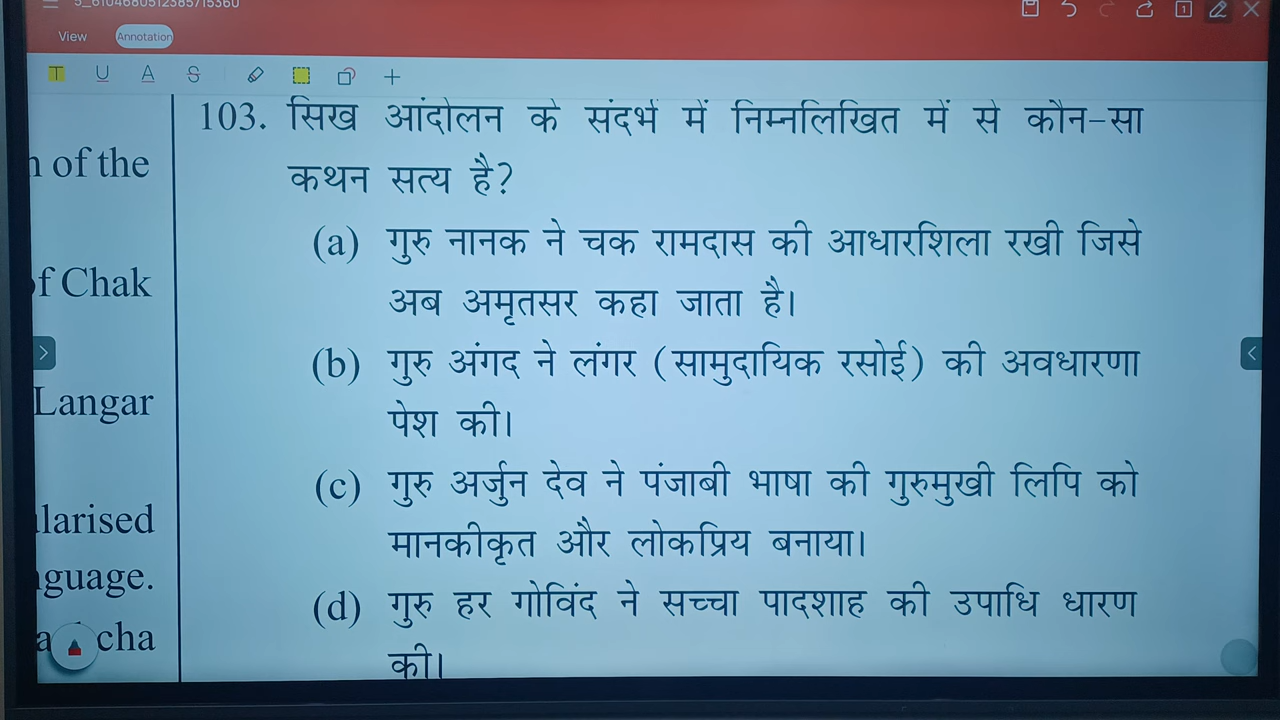 5_6104680512385715360
View Annotation
T U A S
103. सिख आंदोलन के संदर्भ में निम्नलिखित में से कौन-सा
n of the
कथन सत्य है?
(a) गुरु नानक ने चक रामदास की आधारशिला रखी जिसे
of Chak
अब अमृतसर कहा जाता है।
(b) गुरु अंगद ने लंगर (सामुदायिक रसोई) की अवधारणा
Langar
पेश की।
(c) गुरु अर्जुन देव ने पंजाबी भाषा की गुरुमुखी लिपि को
larised
मानकीकृत और लोकप्रिय बनाया।
guage.
(d) गुरु हर गोविंद ने सच्चा पादशाह की उपाधि धारण
cha
की।